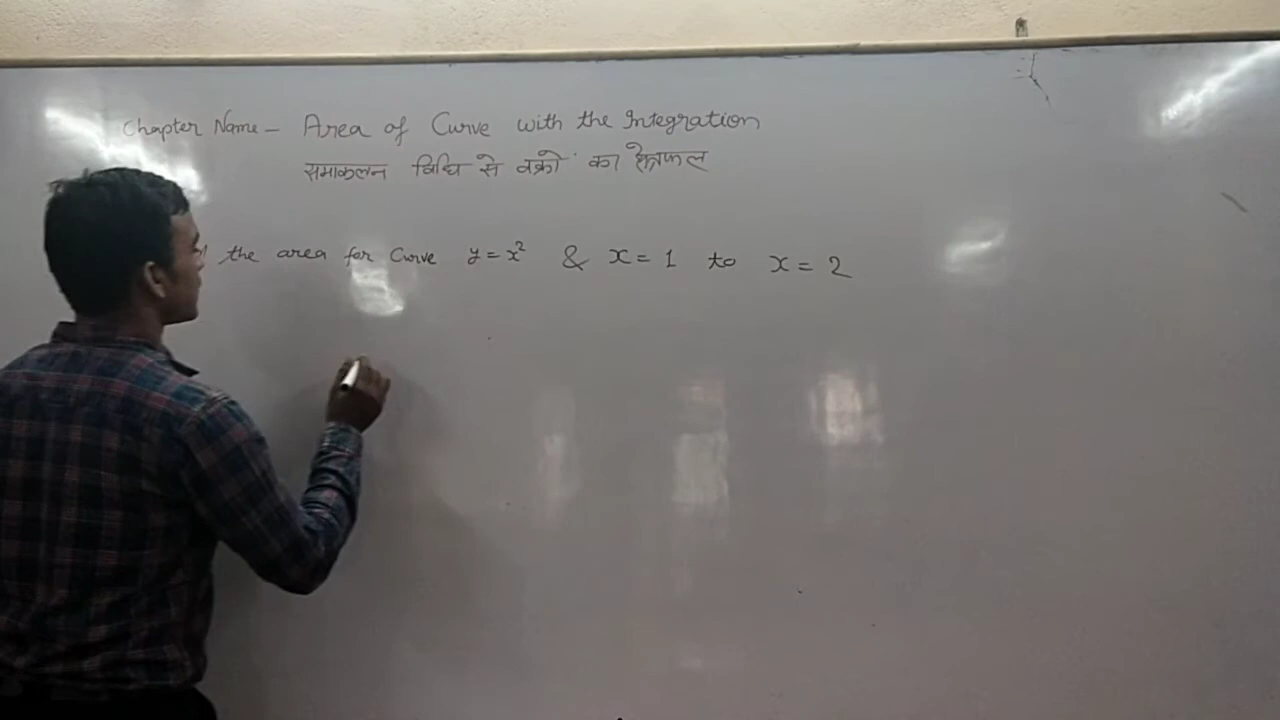 Chapter Name - Area of Curve with the Integration
समाकलन विधि से वक्रो का क्षेत्रफल
the area for Curve y = x² & x = 1 to x = 2